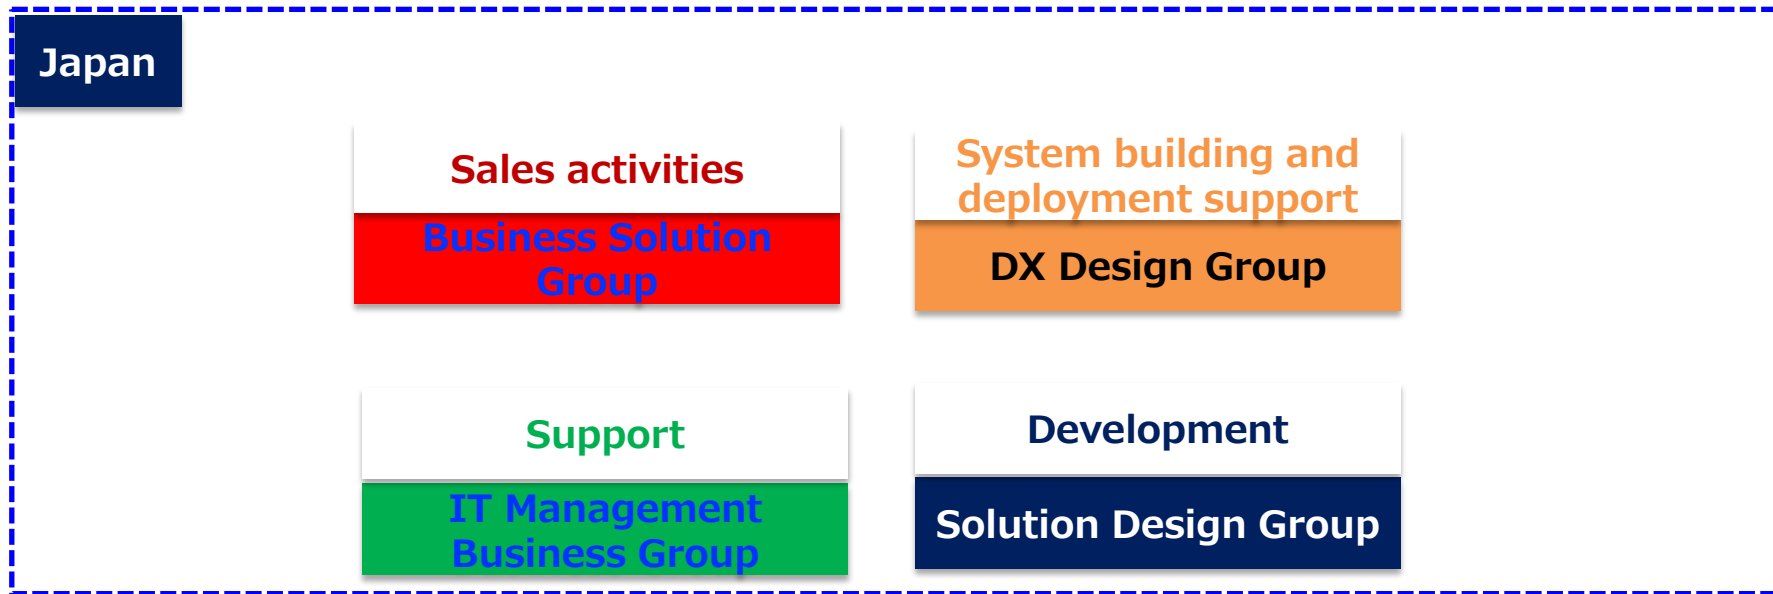 Japan
Sales activities
Business Solution
Group
System building and
deployment support
DX Design Group
Support
IT Management
Business Group
Development
Solution Design Group